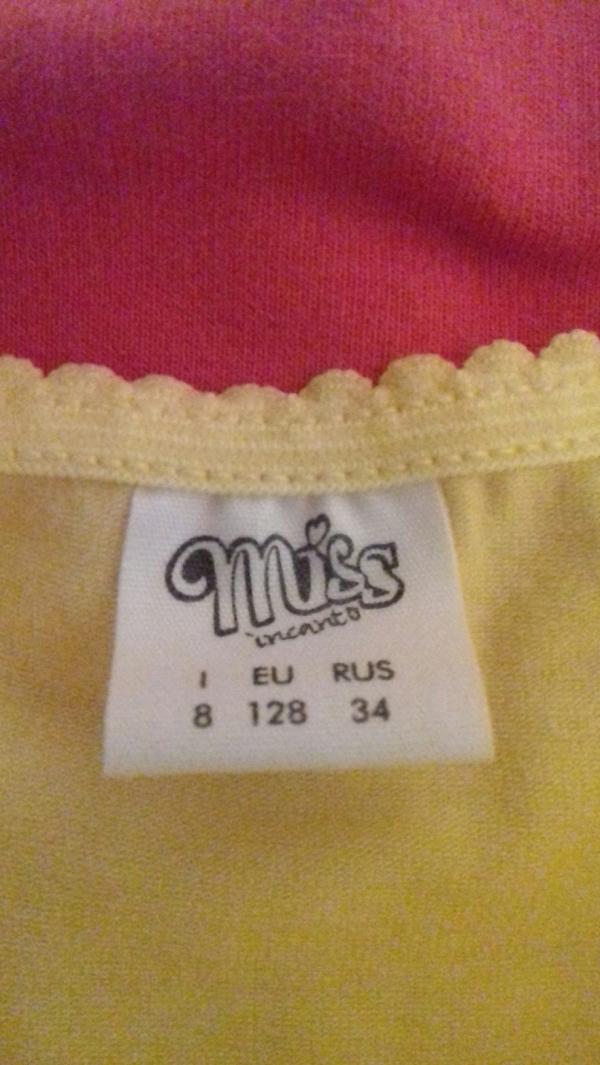 Miss
incanto
I EU RUS
8 128 34